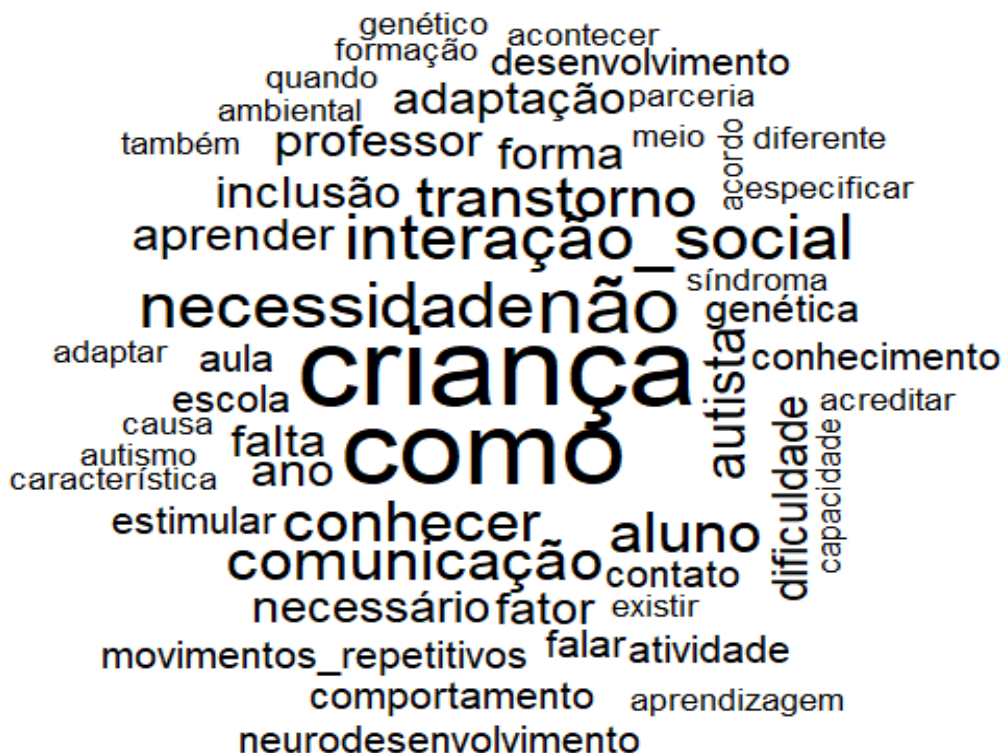 genético
formação acontecer
quando desenvolvimento
ambiental adaptação parceria
também professor forma meio acordo diferente
inclusão transtorno especificar
aprender interação_social
necessidade não síndroma
genética
adaptar aula criança autista conhecimento
escola acreditar
causa falta como dificuldade capacidade
autismo ano
característica
estimular conhecer aluno
comunicação contato
necessário fator existir
movimentos_repetitivos falar atividade
comportamento aprendizagem
neurodesenvolvimento